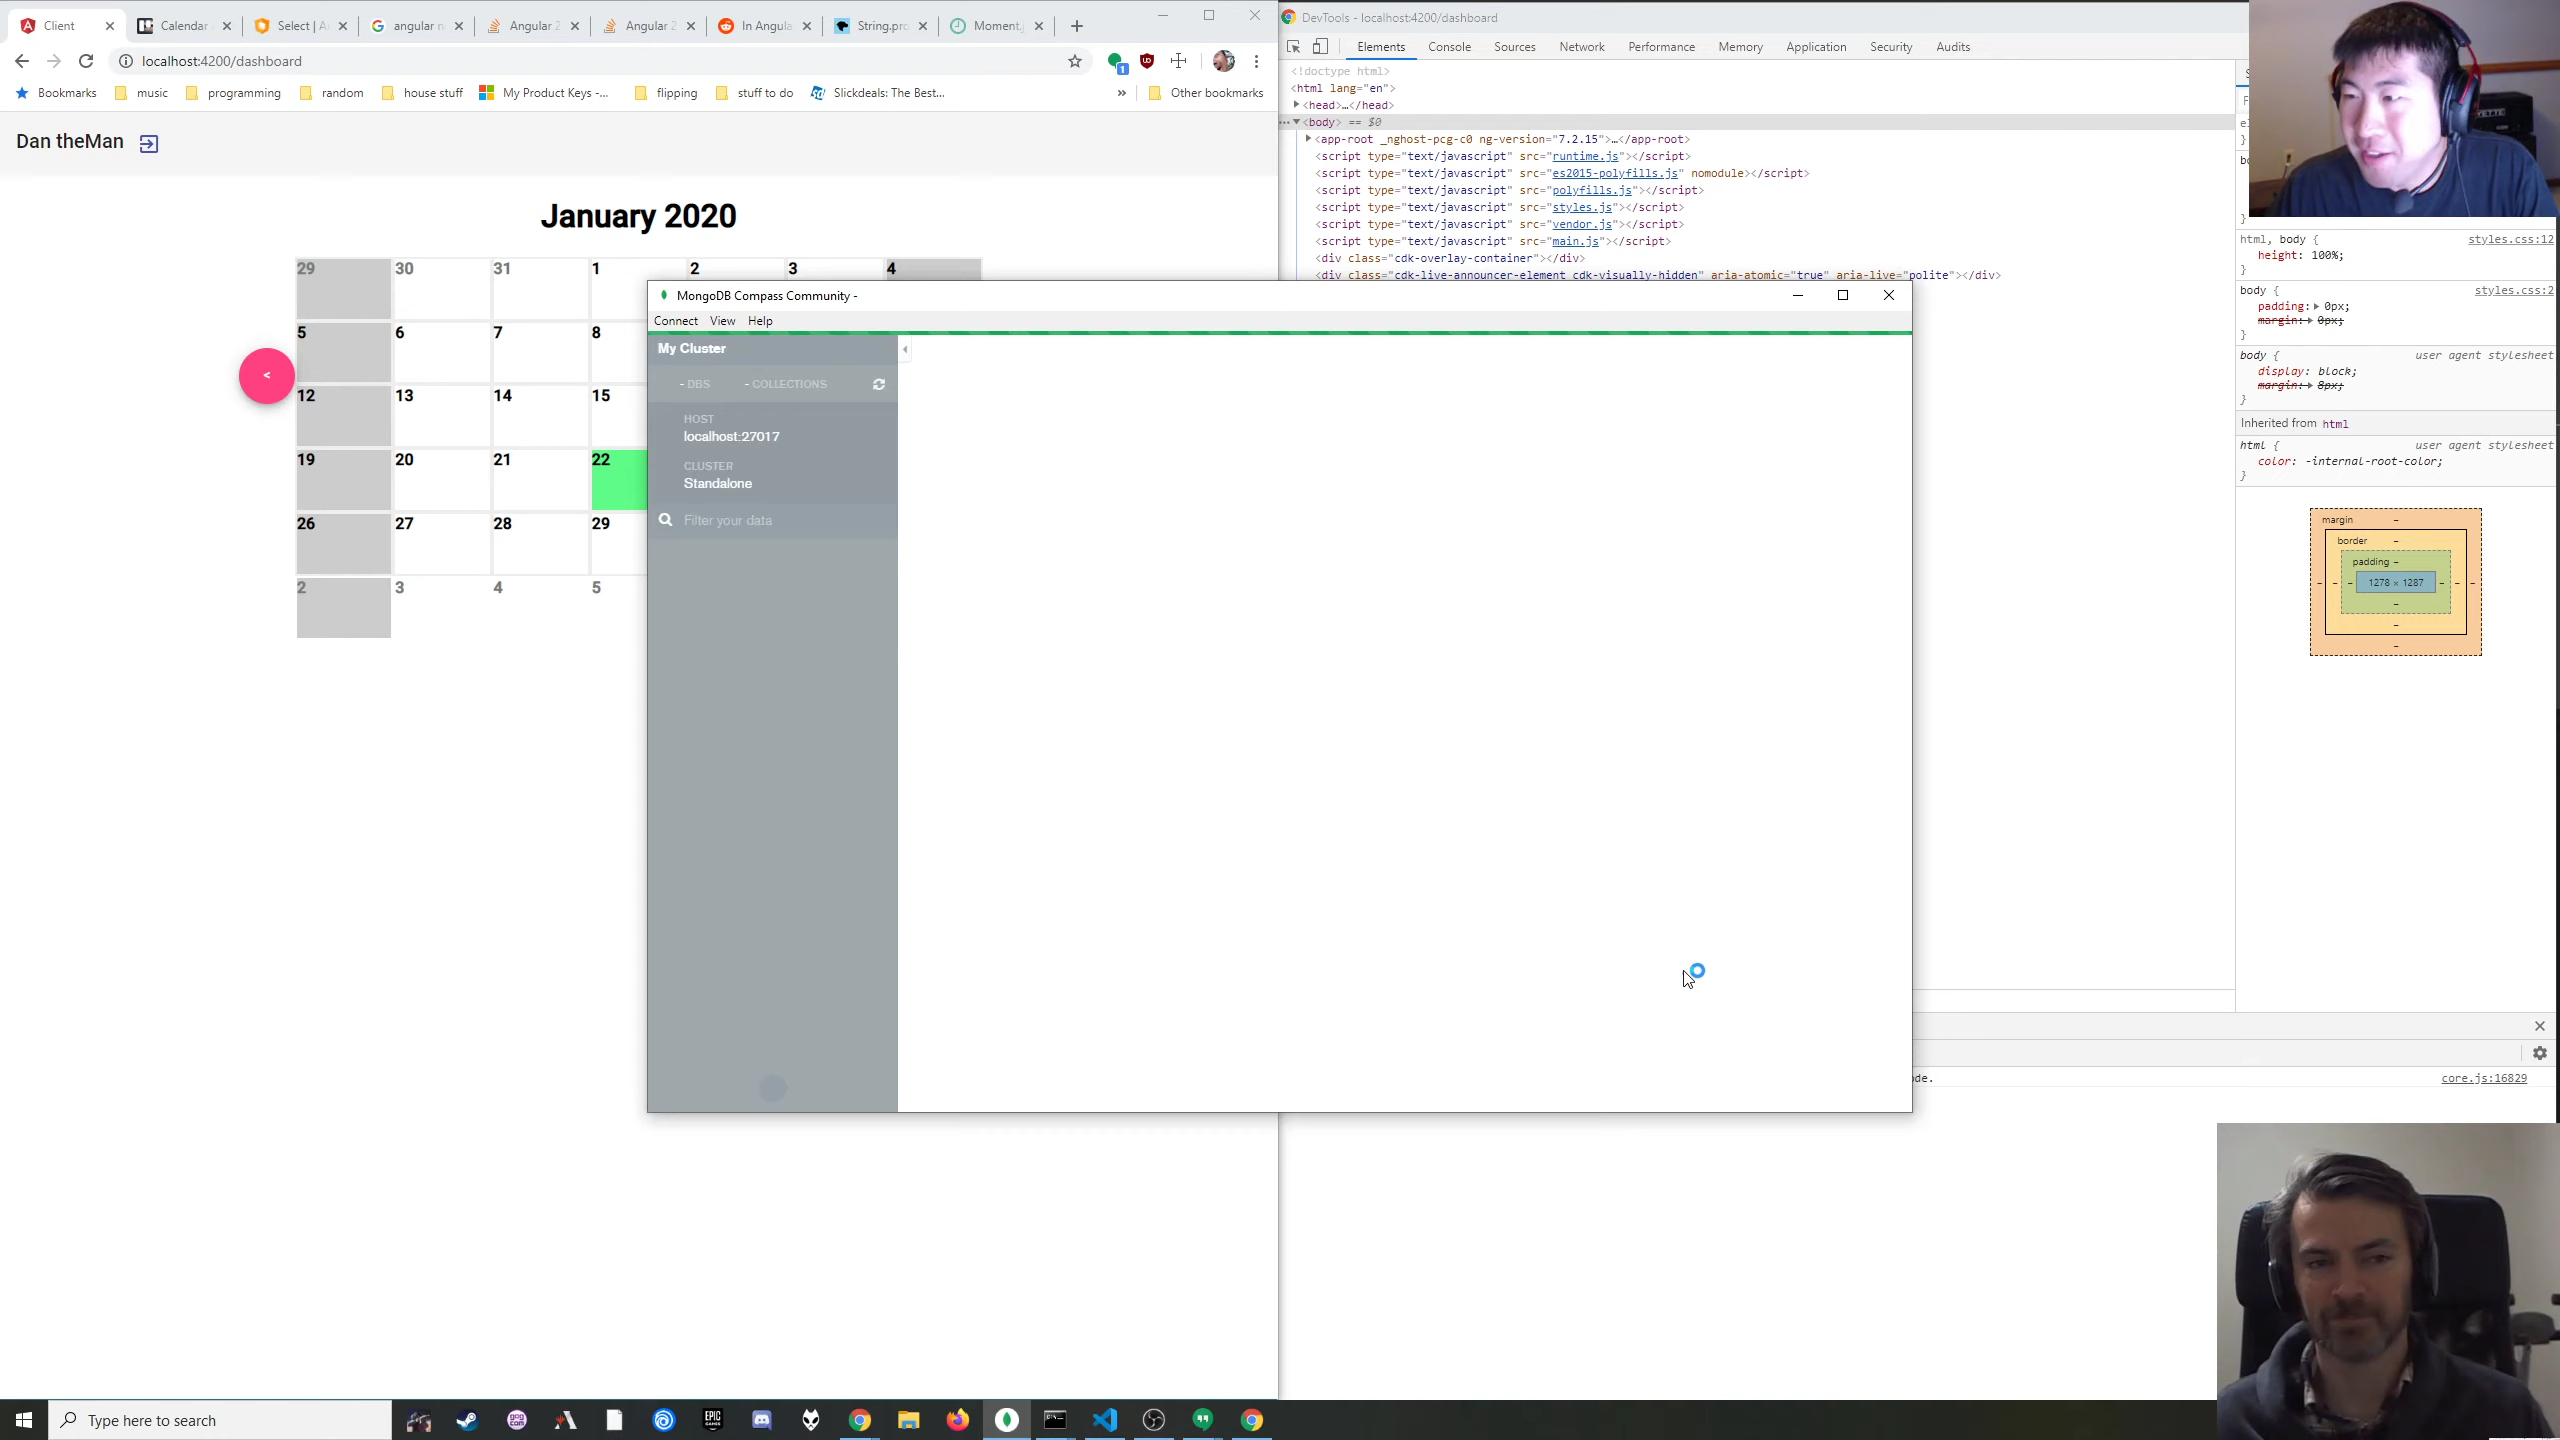 Client
Calendar
Select | A
angular n
Angular 2
Angular 2
In Angula
String.pro
Moment.j
localhost:4200/dashboard
1
Bookmarks
music
programming
random
house stuff
My Product Keys -...
flipping
stuff to do
Slickdeals: The Best...
»
Other bookmarks
Dan theMan
January 2020
29 30 31 1 2 3 4
5 6 7 8
<
12 13 14 15
19 20 21 22
26 27 28 29
2 3 4 5
MongoDB Compass Community -
Connect View Help
My Cluster
- DBS - COLLECTIONS
HOST
localhost:27017
CLUSTER
Standalone
Filter your data
DevTools - localhost:4200/dashboard
Elements Console Sources Network Performance Memory Application Security Audits
<!doctype html>
<html lang="en">
<head>…</head>
<body> == $0
<app-root _nghost-pcg-c0 ng-version="7.2.15">…</app-root>
<script type="text/javascript" src="runtime.js"></script>
<script type="text/javascript" src="es2015-polyfills.js" nomodule></script>
<script type="text/javascript" src="polyfills.js"></script>
<script type="text/javascript" src="styles.js"></script>
<script type="text/javascript" src="vendor.js"></script>
<script type="text/javascript" src="main.js"></script>
<div class="cdk-overlay-container"></div>
<div class="cdk-live-announcer-element cdk-visually-hidden" aria-atomic="true" aria-live="polite"></div>
html, body { styles.css:12
height: 100%;
}
body { styles.css:2
padding: 0px;
margin: 0px;
}
body { user agent stylesheet
display: block;
margin: 8px;
}
Inherited from html
html { user agent stylesheet
color: -internal-root-color;
}
margin -
border -
padding -
1278 × 1287
ode.
core.js:16829
Type here to search
GOG COM
EPIC GAMES